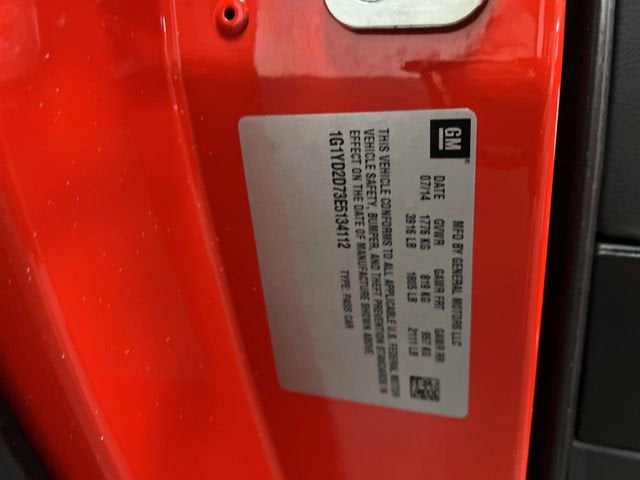 GM
MFD BY GENERAL MOTORS LLC
DATE GVWR GAWR FRT GAWR RR
07/14 1776 KG 819 KG 957 KG
3916 LB 1805 LB 2111 LB
THIS VEHICLE CONFORMS TO ALL APPLICABLE U.S. FEDERAL MOTOR
VEHICLE SAFETY, BUMPER, AND THEFT PREVENTION STANDARDS IN
EFFECT ON THE DATE OF MANUFACTURE SHOWN ABOVE.
1G1YD2D73E5134112 TYPE: PASS CAR